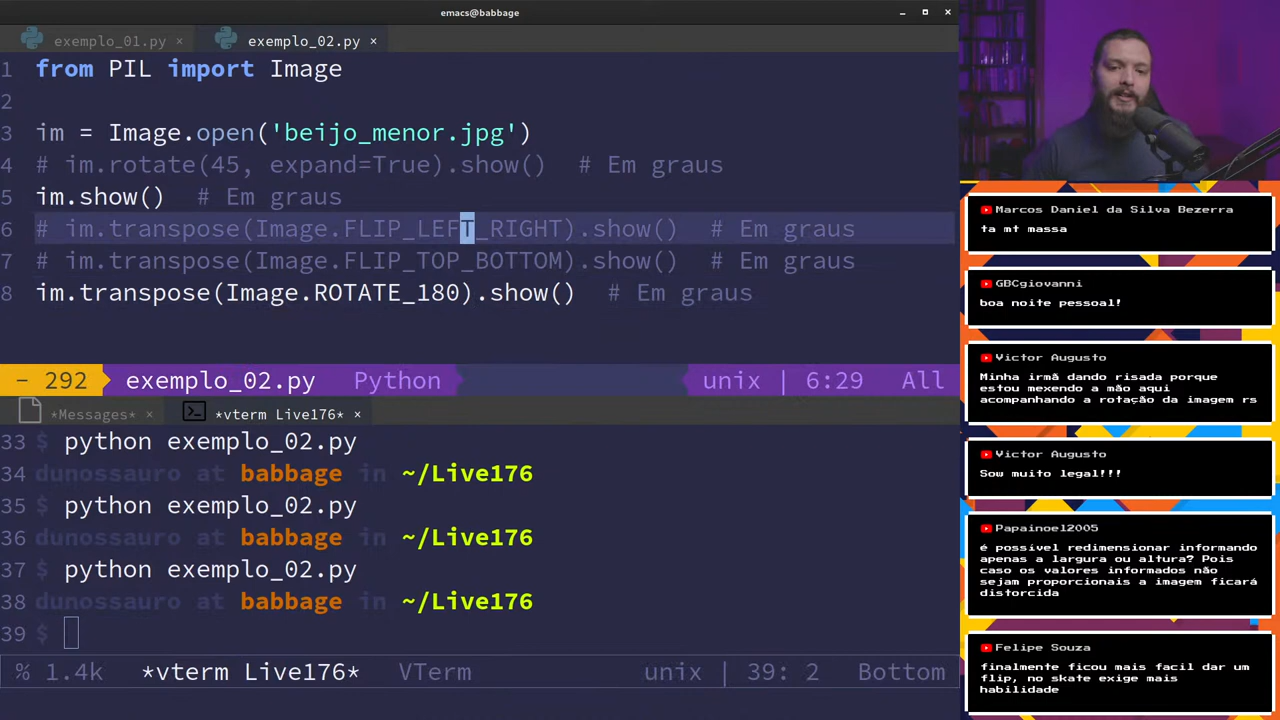 emacs@babbage
exemplo_01.py ×
exemplo_02.py ×
1 from PIL import Image
2
3 im = Image.open('beijo_menor.jpg')
4 # im.rotate(45, expand=True).show()  # Em graus
5 im.show()  # Em graus
6 # im.transpose(Image.FLIP_LEFT_RIGHT).show()  # Em graus
7 # im.transpose(Image.FLIP_TOP_BOTTOM).show()  # Em graus
8 im.transpose(Image.ROTATE_180).show()  # Em graus
- 292 exemplo_02.py Python unix | 6:29 All
*Messages* × *vterm Live176* ×
33 $ python exemplo_02.py
34 dunossauro at babbage in ~/Live176
35 $ python exemplo_02.py
36 dunossauro at babbage in ~/Live176
37 $ python exemplo_02.py
38 dunossauro at babbage in ~/Live176
39 $
% 1.4k *vterm Live176* VTerm unix | 39: 2 Bottom
Marcos Daniel da Silva Bezerra
ta mt massa
GBCgiovanni
boa noite pessoal!
Victor Augusto
Minha irmã dando risada porque
estou mexendo a mão aqui
acompanhando a rotação da imagem rs
Victor Augusto
Sow muito legal!!!
Papainoel2005
é possível redimensionar informando
apenas a largura ou altura? Pois
caso os valores informados não
sejam proporcionais a imagem ficará
distorcida
Felipe Souza
finalmente ficou mais facil dar um
flip, no skate exige mais
habilidade